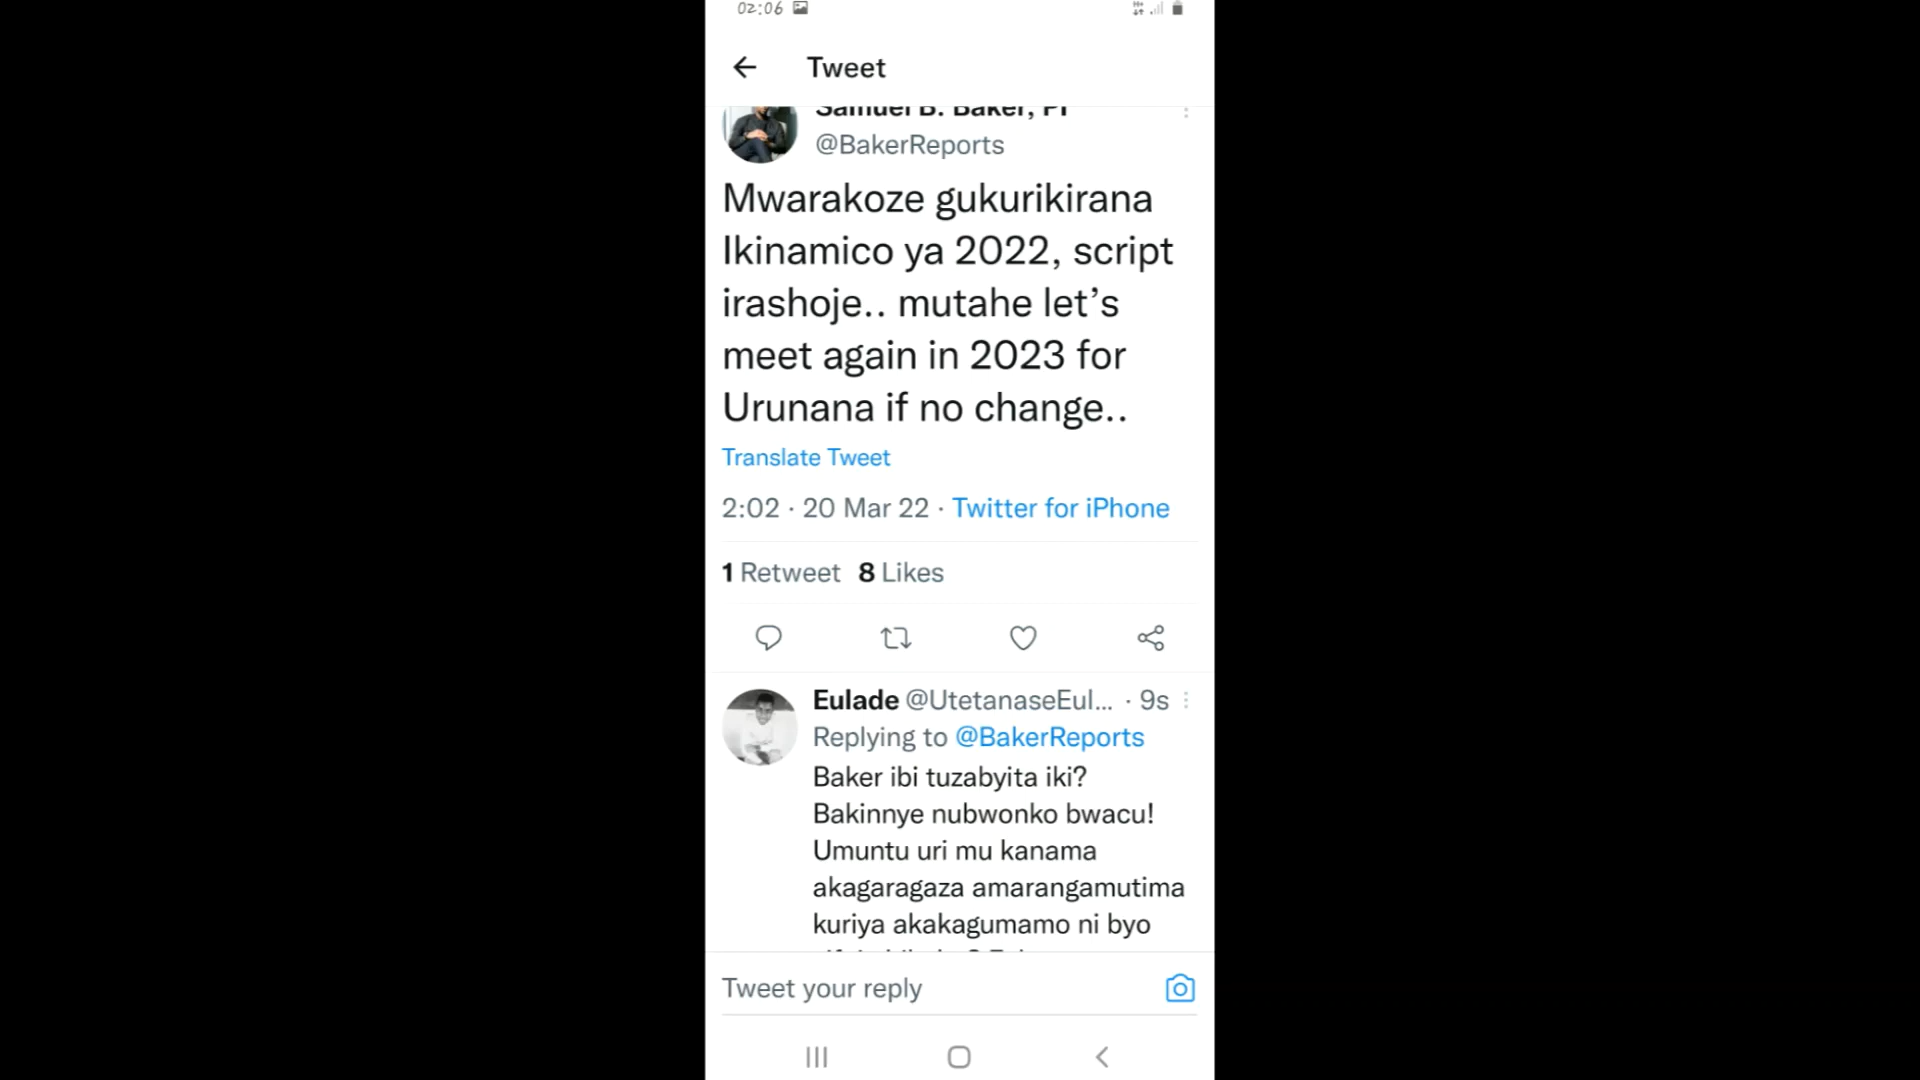 02:06
Tweet
Samuel B. Baker, PT
@BakerReports
Mwarakoze gukurikirana
Ikinamico ya 2022, script
irashoje.. mutahe let’s
meet again in 2023 for
Urunana if no change..
Translate Tweet
2:02 · 20 Mar 22 · Twitter for iPhone
1 Retweet 8 Likes
Eulade @UtetanaseEul... · 9s
Replying to @BakerReports
Baker ibi tuzabyita iki?
Bakinnye nubwonko bwacu!
Umuntu uri mu kanama
akagaragaza amarangamutima
kuriya akakagumamo ni byo
Tweet your reply